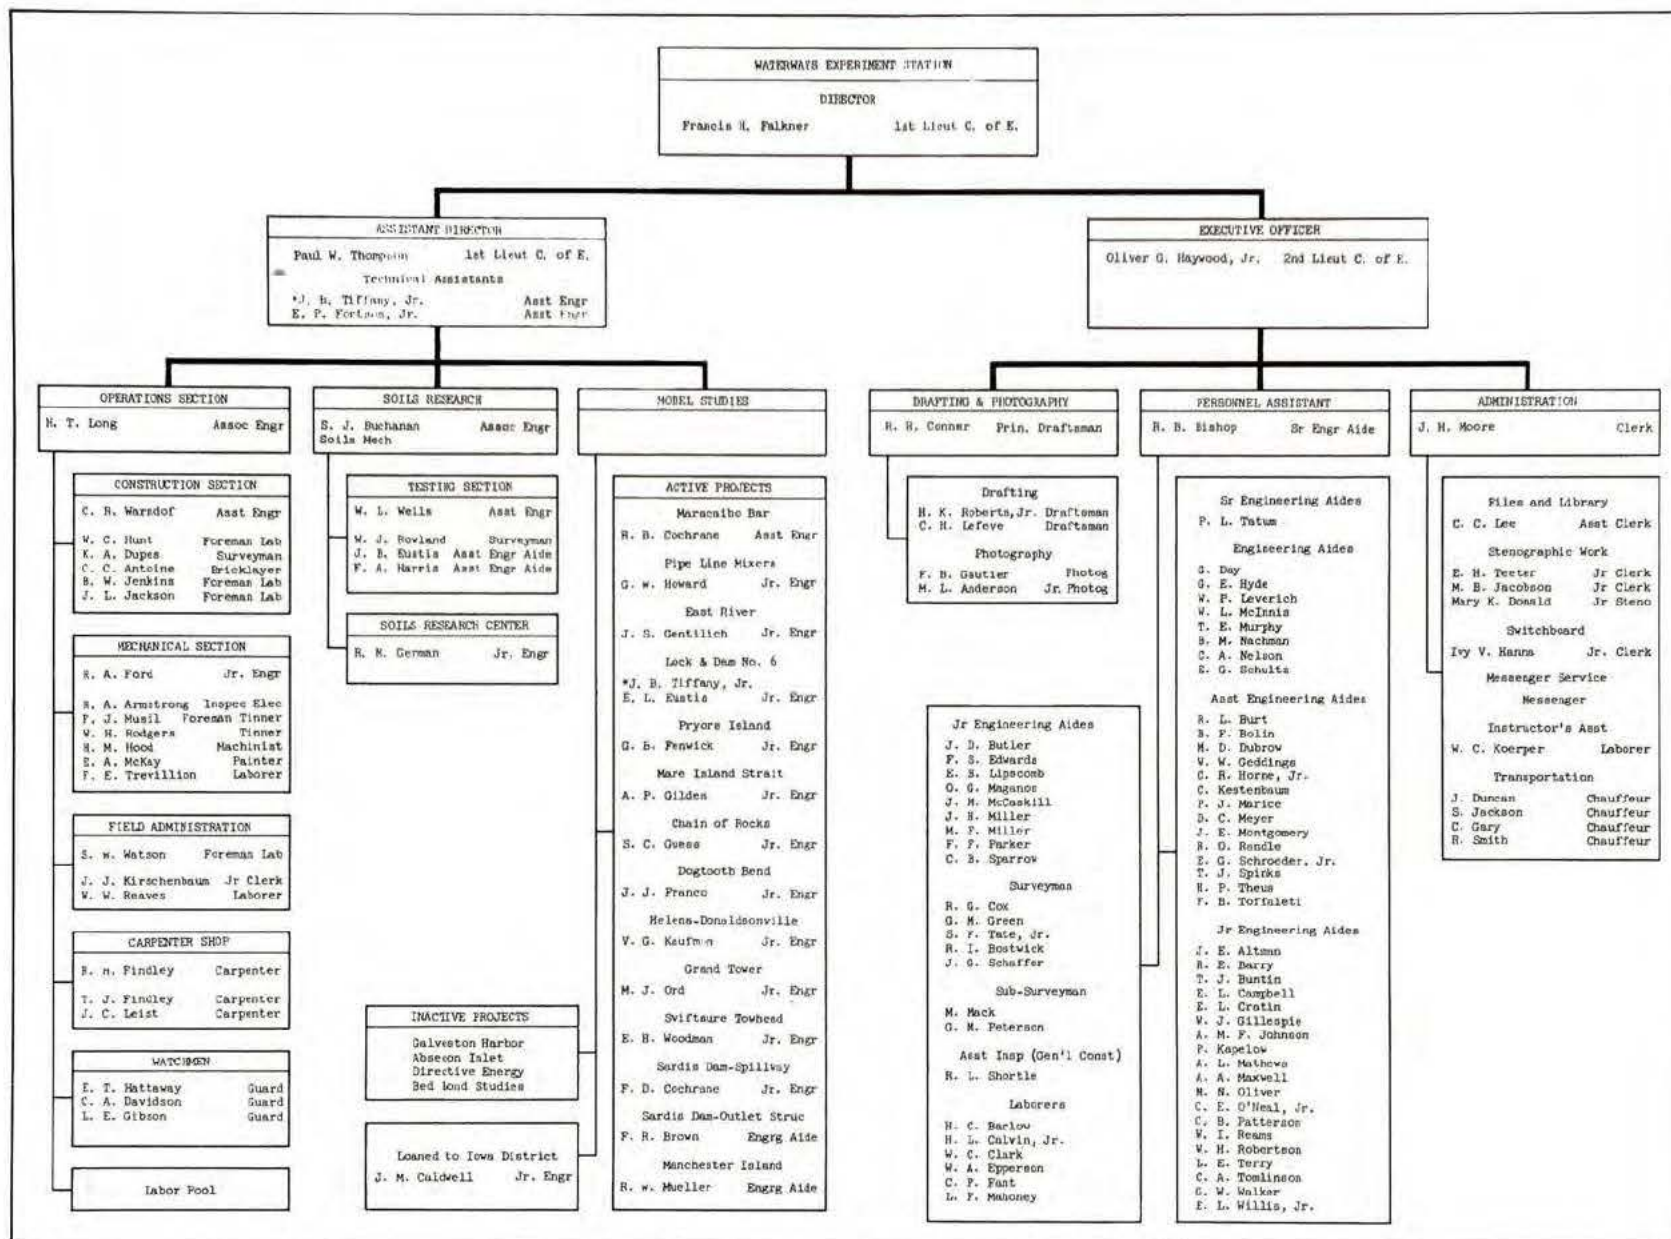 WATERWAYS EXPERIMENT STATION
DIRECTOR
Francis H. Falkner 1st Lieut C. of E.
ASSISTANT DIRECTOR
Paul W. Thompson 1st Lieut C. of E.
Technical Assistants
*J. B. Tiffany, Jr. Asst Engr
E. P. Fortson, Jr. Asst Engr
EXECUTIVE OFFICER
Oliver G. Haywood, Jr. 2nd Lieut C. of E.
OPERATIONS SECTION
H. T. Long Assoc Engr
CONSTRUCTION SECTION
C. R. Warsdof Asst Engr
W. C. Hunt Foreman Lab
K. A. Dupes Surveyman
C. C. Antoine Bricklayer
B. W. Jenkins Foreman Lab
J. L. Jackson Foreman Lab
MECHANICAL SECTION
R. A. Ford Jr. Engr
R. A. Armstrong Inspec Elec
P. J. Musil Foreman Tinner
W. H. Rodgers Tinner
H. M. Hood Machinist
E. A. McKay Painter
F. E. Trevillion Laborer
FIELD ADMINISTRATION
S. W. Watson Foreman Lab
J. J. Kirschenbaum Jr Clerk
W. W. Reaves Laborer
CARPENTER SHOP
R. H. Findley Carpenter
T. J. Findley Carpenter
J. C. Leist Carpenter
WATCHMEN
E. T. Hattaway Guard
C. A. Davidson Guard
L. E. Gibson Guard
Labor Pool
SOILS RESEARCH
S. J. Buchanan Assoc Engr
Soils Mech
TESTING SECTION
W. L. Wells Asst Engr
W. J. Rowland Surveyman
J. B. Eustis Asst Engr Aide
F. A. Harris Asst Engr Aide
SOILS RESEARCH CENTER
R. N. German Jr. Engr
MODEL STUDIES
ACTIVE PROJECTS
Maracaibo Bar
R. B. Cochrane Asst Engr
Pipe Line Mixers
G. W. Howard Jr. Engr
East River
J. S. Gentilich Jr. Engr
Lock & Dam No. 6
*J. B. Tiffany, Jr.
E. L. Eustis Jr. Engr
Pryors Island
G. B. Fenwick Jr. Engr
Mare Island Strait
A. P. Gilden Jr. Engr
Chain of Rocks
S. C. Guess Jr. Engr
Dogtooth Bend
J. J. Franco Jr. Engr
Helena-Donaldsonville
V. G. Kaufman Jr. Engr
Grand Tower
M. J. Ord Jr. Engr
Swiftsure Towhead
E. H. Woodman Jr. Engr
Sardis Dam-Spillway
F. D. Cochrane Jr. Engr
Sardis Dam-Outlet Struc
F. R. Brown Engrg Aide
Manchester Island
R. W. Mueller Engrg Aide
INACTIVE PROJECTS
Galveston Harbor
Absecon Inlet
Directive Energy
Bed Load Studies
Loaned to Iowa District
J. M. Caldwell Jr. Engr
DRAFTING & PHOTOGRAPHY
R. H. Conner Prin. Draftsman
Drafting
H. K. Roberts, Jr. Draftsman
C. H. Lefeve Draftsman
Photography
F. B. Gautier Photog
M. L. Anderson Jr. Photog
PERSONNEL ASSISTANT
R. B. Bishop Sr Engr Aide
Jr Engineering Aides
J. D. Butler
F. S. Edwards
E. B. Lipscomb
O. G. Maganos
J. M. McCaskill
J. H. Miller
M. F. Miller
F. F. Parker
C. B. Sparrow
Surveyman
R. G. Cox
G. M. Green
S. F. Tate, Jr.
R. I. Bostwick
J. G. Schaffer
Sub-Surveyman
M. Mack
G. M. Peterson
Asst Insp (Gen'l Const)
R. L. Shortle
Laborers
H. C. Barlow
H. L. Calvin, Jr.
W. C. Clark
W. A. Epperson
C. P. Fant
L. F. Mahoney
Sr Engineering Aides
P. L. Tatum
Engineering Aides
G. Day
G. E. Hyde
W. P. Leverich
W. L. McInnis
T. E. Murphy
B. M. Nachman
C. A. Nelson
E. G. Schultz
Asst Engineering Aides
R. L. Burt
B. F. Bolin
M. D. Dubrow
W. W. Geddings
C. R. Horne, Jr.
C. Kestenbaum
P. J. Marice
D. C. Meyer
J. E. Montgomery
R. O. Randle
E. G. Schroeder, Jr.
T. J. Spinks
H. P. Theus
F. B. Toffaleti
Jr Engineering Aides
J. E. Altman
R. E. Barry
T. J. Buntin
E. L. Campbell
E. L. Cratin
W. J. Gillespie
A. M. F. Johnson
P. Kapelow
A. L. Mathews
A. A. Maxwell
M. N. Oliver
C. E. O'Neal, Jr.
C. B. Patterson
W. I. Reams
W. H. Robertson
L. E. Terry
C. A. Tomlinson
G. W. Walker
E. L. Willis, Jr.
ADMINISTRATION
J. H. Moore Clerk
Files and Library
C. C. Lee Asst Clerk
Stenographic Work
E. H. Teeter Jr Clerk
M. B. Jacobson Jr Clerk
Mary K. Donald Jr Steno
Switchboard
Ivy V. Hanna Jr. Clerk
Messenger Service
Messenger
Instructor's Asst
W. C. Koerper Laborer
Transportation
J. Duncan Chauffeur
S. Jackson Chauffeur
C. Gary Chauffeur
R. Smith Chauffeur